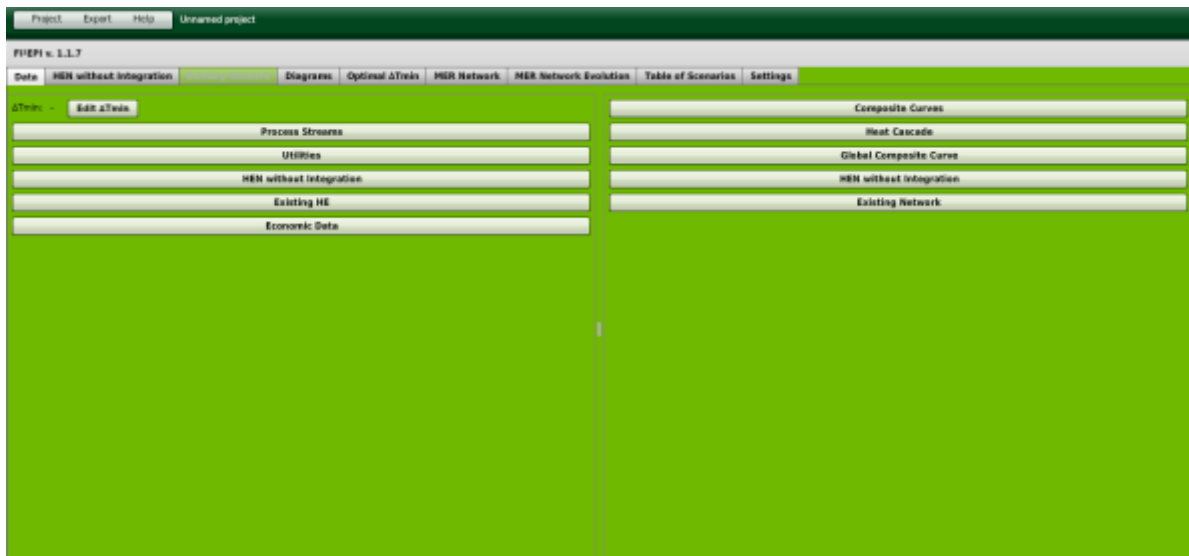 Project Export Help Unnamed project
v. 1.1.7
Data HEN without Integration Diagrams Optimal ΔTmin MER Network MER Network Evolution Table of Scenarios Settings
ΔTmin: - Edit ΔTmin
Process Streams
Utilities
HEN without Integration
Existing HE
Economic Data
Composite Curves
Heat Cascade
Global Composite Curve
HEN without Integration
Existing Network